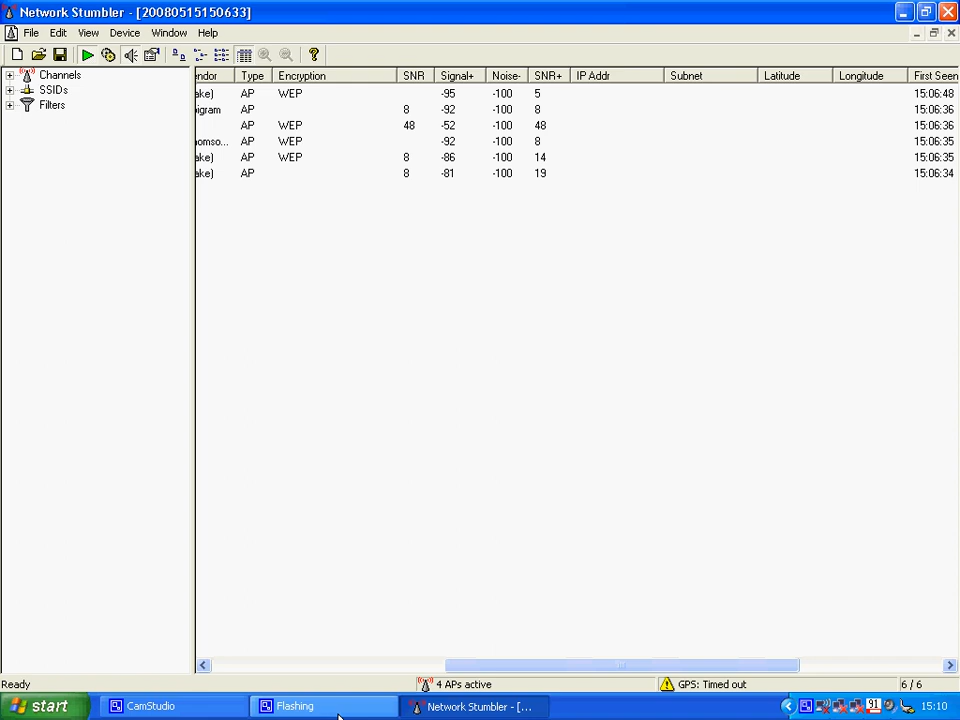 Network Stumbler - [20080515150633]
File Edit View Device Window Help
Channels
SSIDs
Filters
endor Type Encryption SNR Signal+ Noise- SNR+ IP Addr Subnet Latitude Longitude First Seen
ake) AP WEP -95 -100 5 15:06:48
igram AP 8 -92 -100 8 15:06:36
AP WEP 48 -52 -100 48 15:06:36
omso... AP WEP -92 -100 8 15:06:35
ake) AP WEP 8 -86 -100 14 15:06:35
ake) AP 8 -81 -100 19 15:06:34
Ready 4 APs active GPS: Timed out 6 / 6
start CamStudio Flashing Network Stumbler - [... 91 15:10